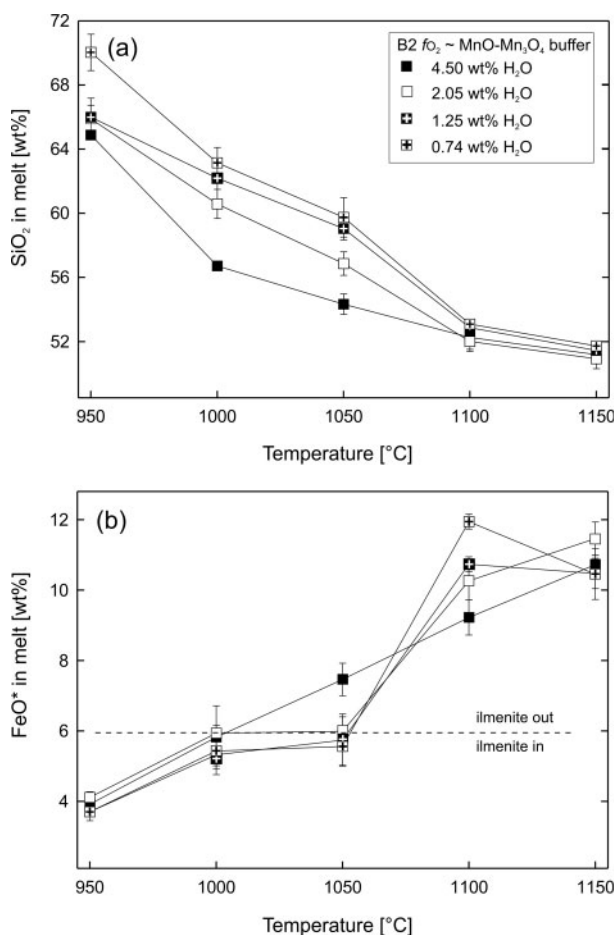 72
68
64
60
56
52
SiO₂ in melt [wt%]
(a)
B2 fO₂ ~ MnO-Mn₃O₄ buffer
4.50 wt% H₂O
2.05 wt% H₂O
1.25 wt% H₂O
0.74 wt% H₂O
950 1000 1050 1100 1150
Temperature [°C]
12
10
8
6
4
FeO* in melt [wt%]
(b)
ilmenite out
ilmenite in
950 1000 1050 1100 1150
Temperature [°C]